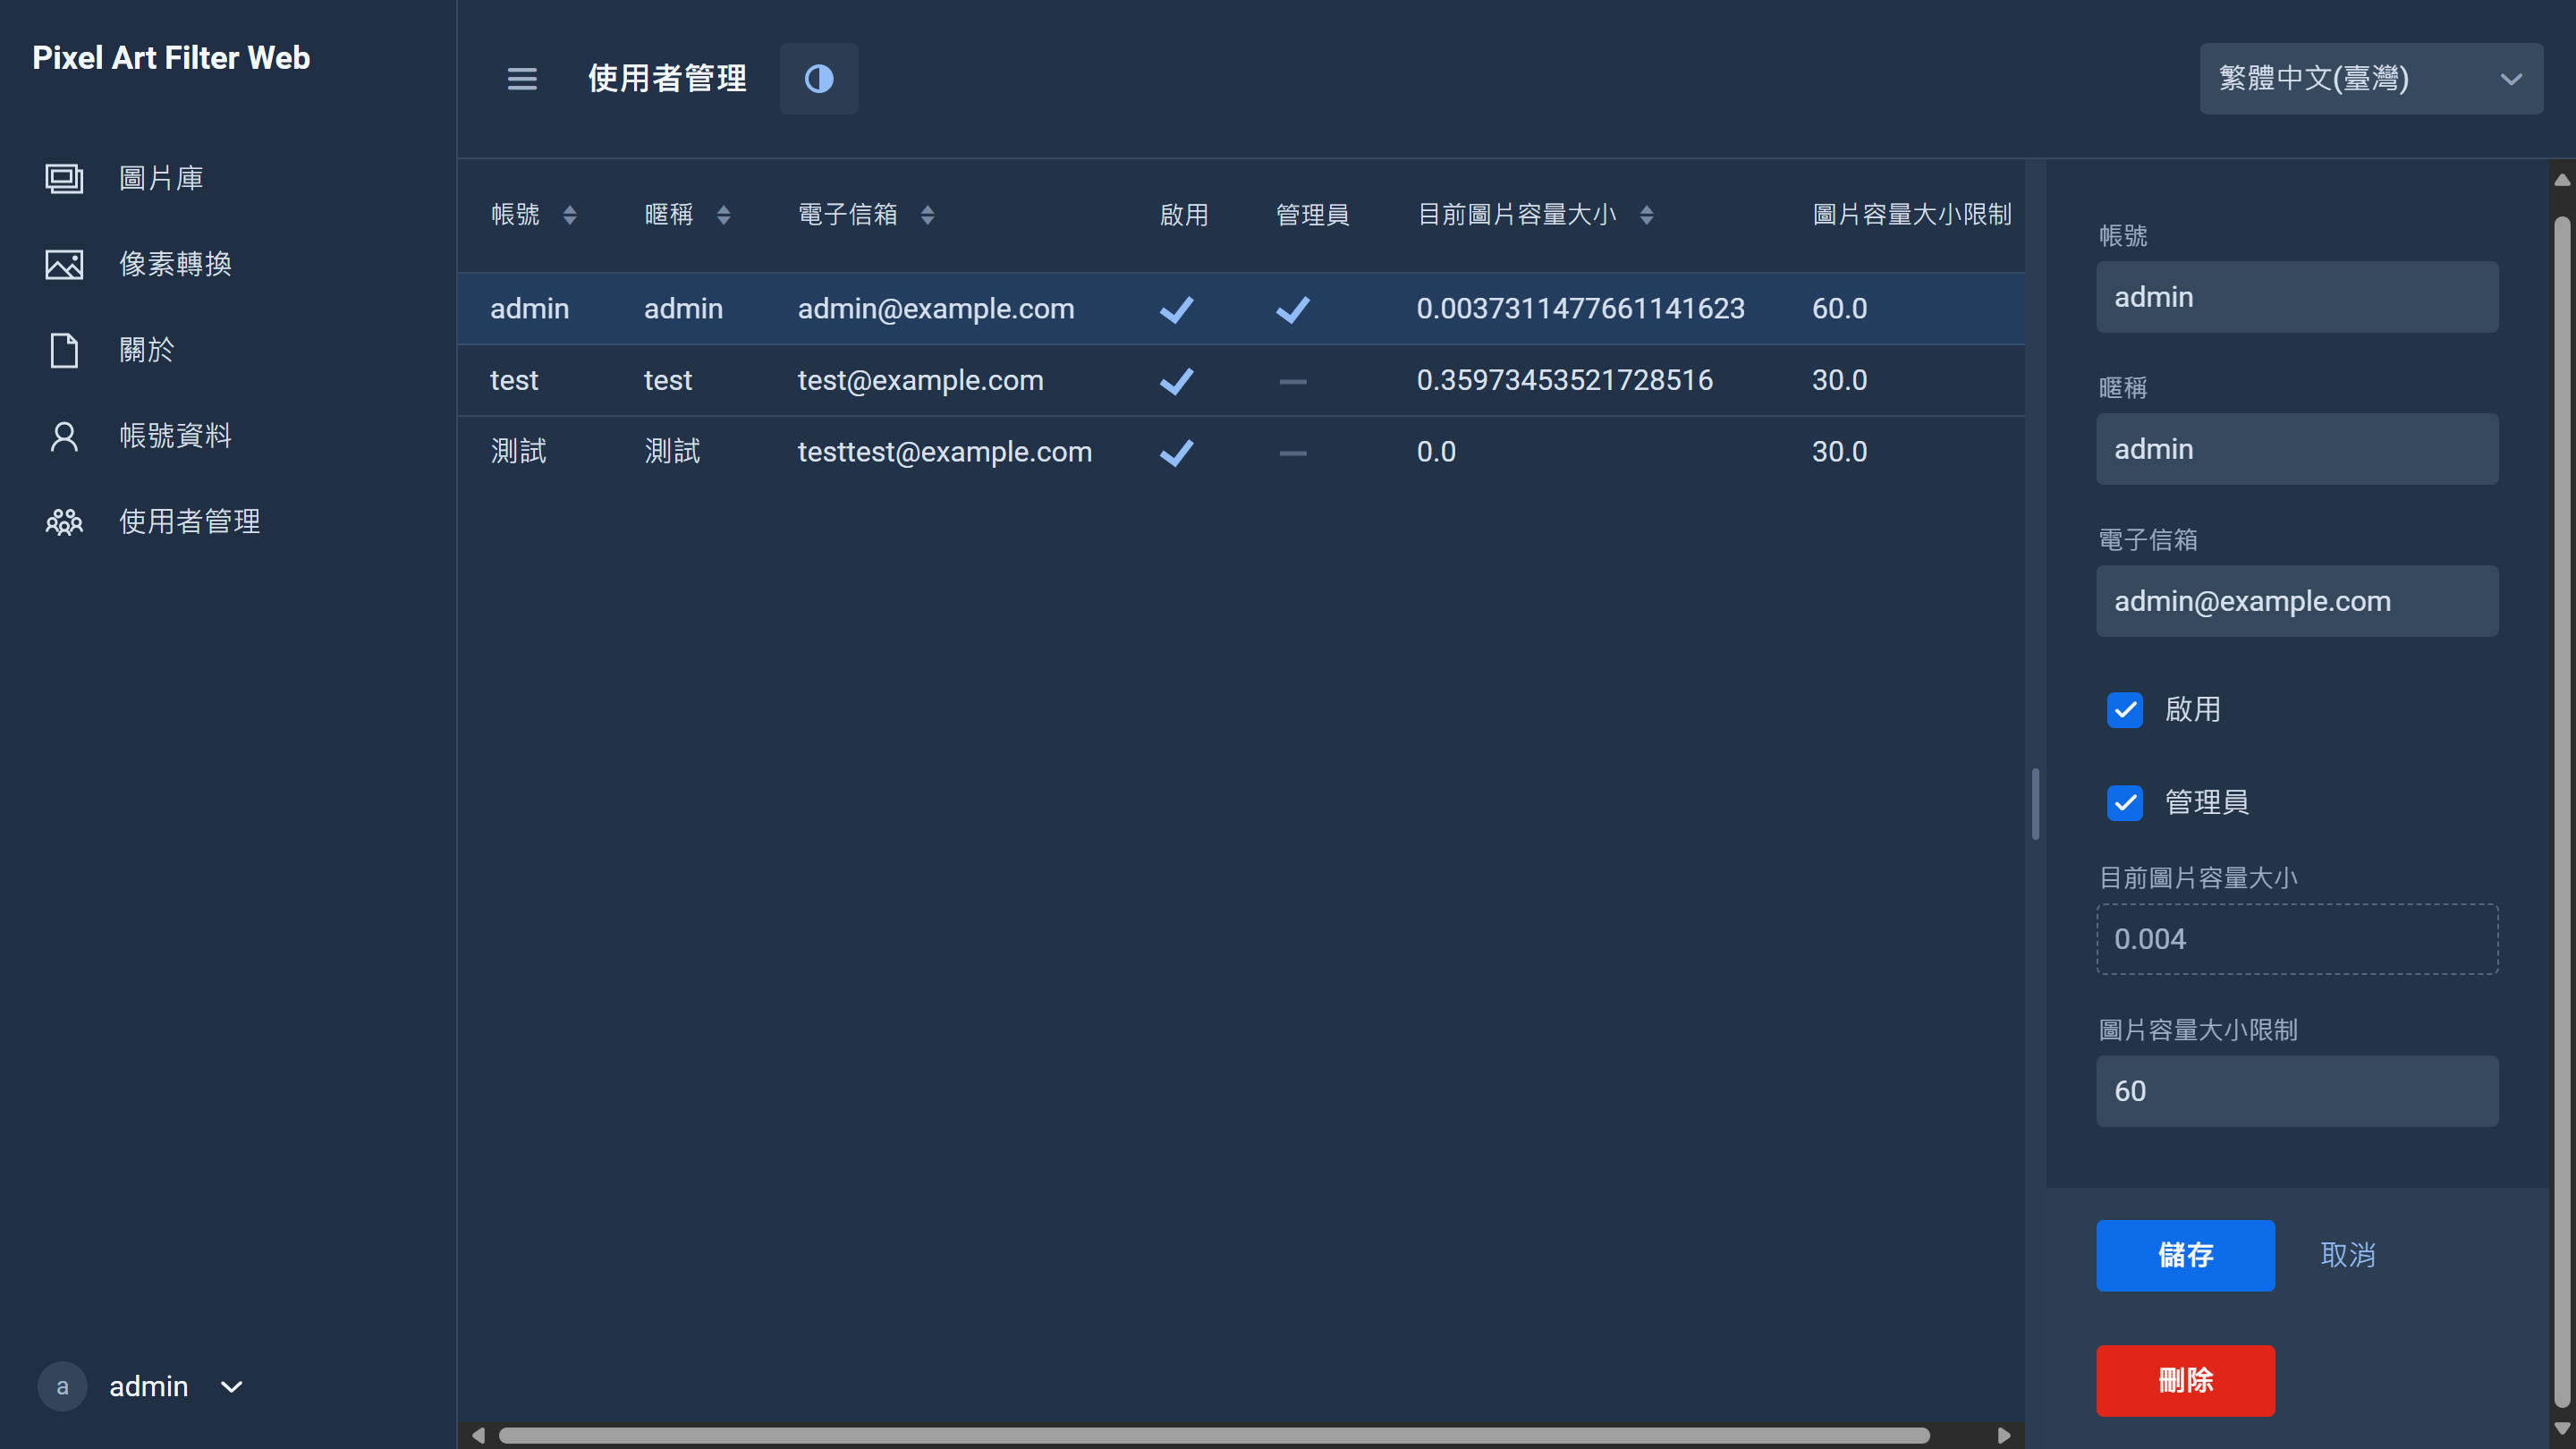 Pixel Art Filter Web
圖片庫
像素轉換
關於
帳號資料
使用者管理
a admin
使用者管理
繁體中文(臺灣)
帳號 暱稱 電子信箱 啟用 管理員 目前圖片容量大小 圖片容量大小限制
admin admin admin@example.com 0.0037311477661141623 60.0
test test test@example.com 0.35973453521728516 30.0
測試 測試 testtest@example.com 0.0 30.0
帳號
admin
暱稱
admin
電子信箱
admin@example.com
啟用
管理員
目前圖片容量大小
0.004
圖片容量大小限制
60
儲存 取消
刪除